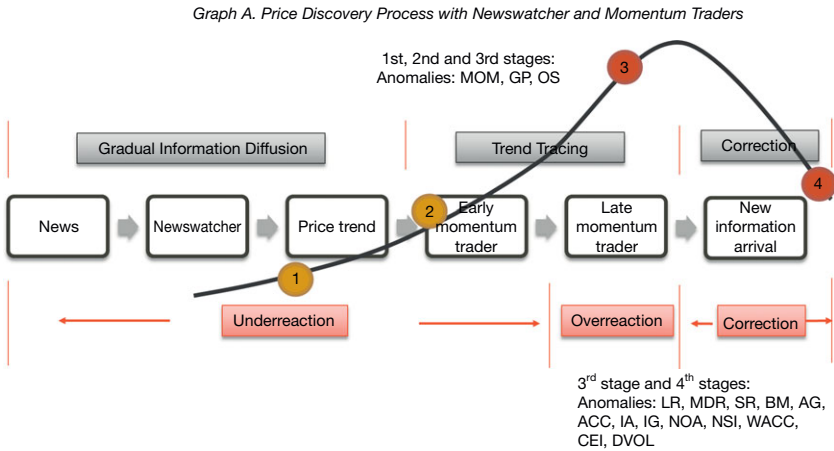 Graph A. Price Discovery Process with Newswatcher and Momentum Traders
1st, 2nd and 3rd stages:
Anomalies: MOM, GP, OS
3
Gradual Information Diffusion
Trend Tracing
Correction
4
2
News
Newswatcher
Price trend
Early
momentum
trader
Late
momentum
trader
New
information
arrival
1
Underreaction
Overreaction
Correction
3rd stage and 4th stages:
Anomalies: LR, MDR, SR, BM, AG,
ACC, IA, IG, NOA, NSI, WACC,
CEI, DVOL